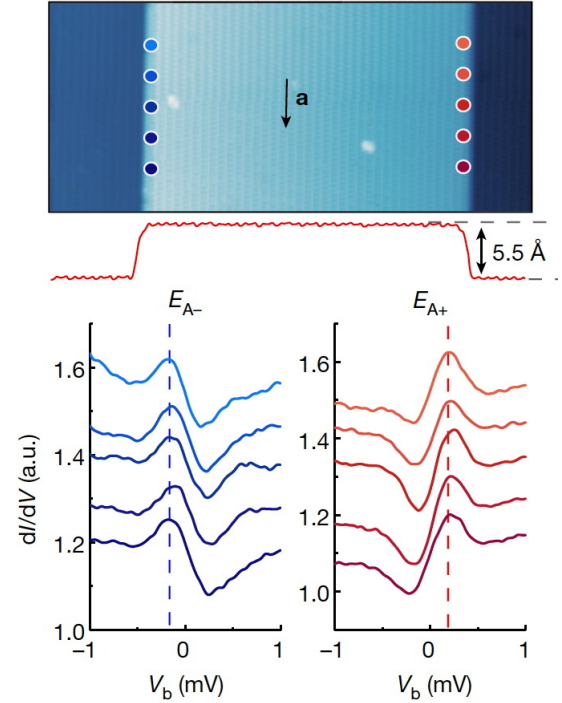 a
5.5 Å
E_A− E_A+
1.6 1.6
1.4 1.4
1.2 1.2
1.0 1.0
dI/dV (a.u.)
−1 0 1 −1 0 1
V_b (mV) V_b (mV)